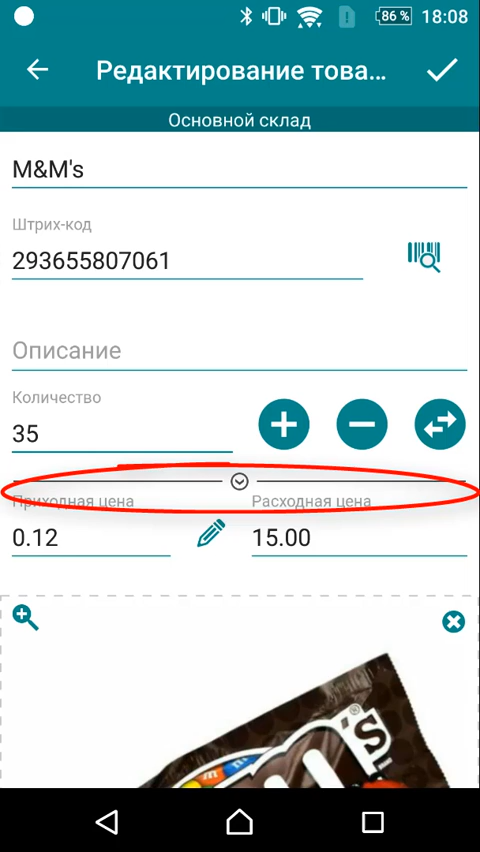 86 %
18:08
Редактирование това...
Основной склад
M&M's
Штрих-код
293655807061
Описание
Количество
35
Приходная цена
Расходная цена
0.12
15.00
's
m